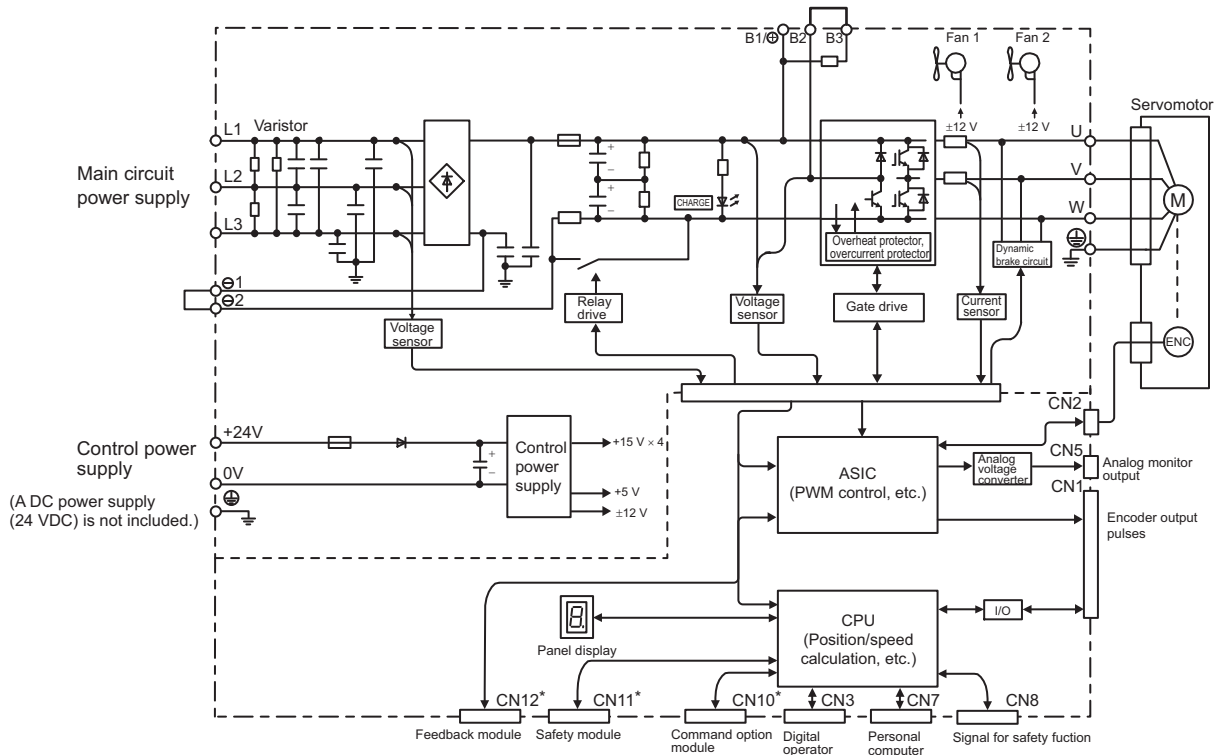 B1/⊕ B2 B3
Fan 1 Fan 2
±12 V ±12 V
Servomotor
Main circuit
power supply
L1
L2
L3
Varistor
⊖1
⊖2
+
–
+
–
CHARGE
Overheat protector,
overcurrent protector
U
V
W
M
Dynamic
brake circuit
Voltage
sensor
Relay
drive
Voltage
sensor
Gate drive
Current
sensor
ENC
Control power
supply
+24V
0V
(A DC power supply
(24 VDC) is not included.)
+
–
Control
power
supply
+15 V × 4
+5 V
±12 V
ASIC
(PWM control, etc.)
Analog
voltage
converter
CN2
CN5
Analog monitor
output
CN1
Encoder output
pulses
8.
Panel display
CPU
(Position/speed
calculation, etc.)
I/O
CN12* CN11* CN10* CN3 CN7 CN8
Feedback module
Safety module
Command option
module
Digital
operator
Personal
computer
Signal for safety fuction